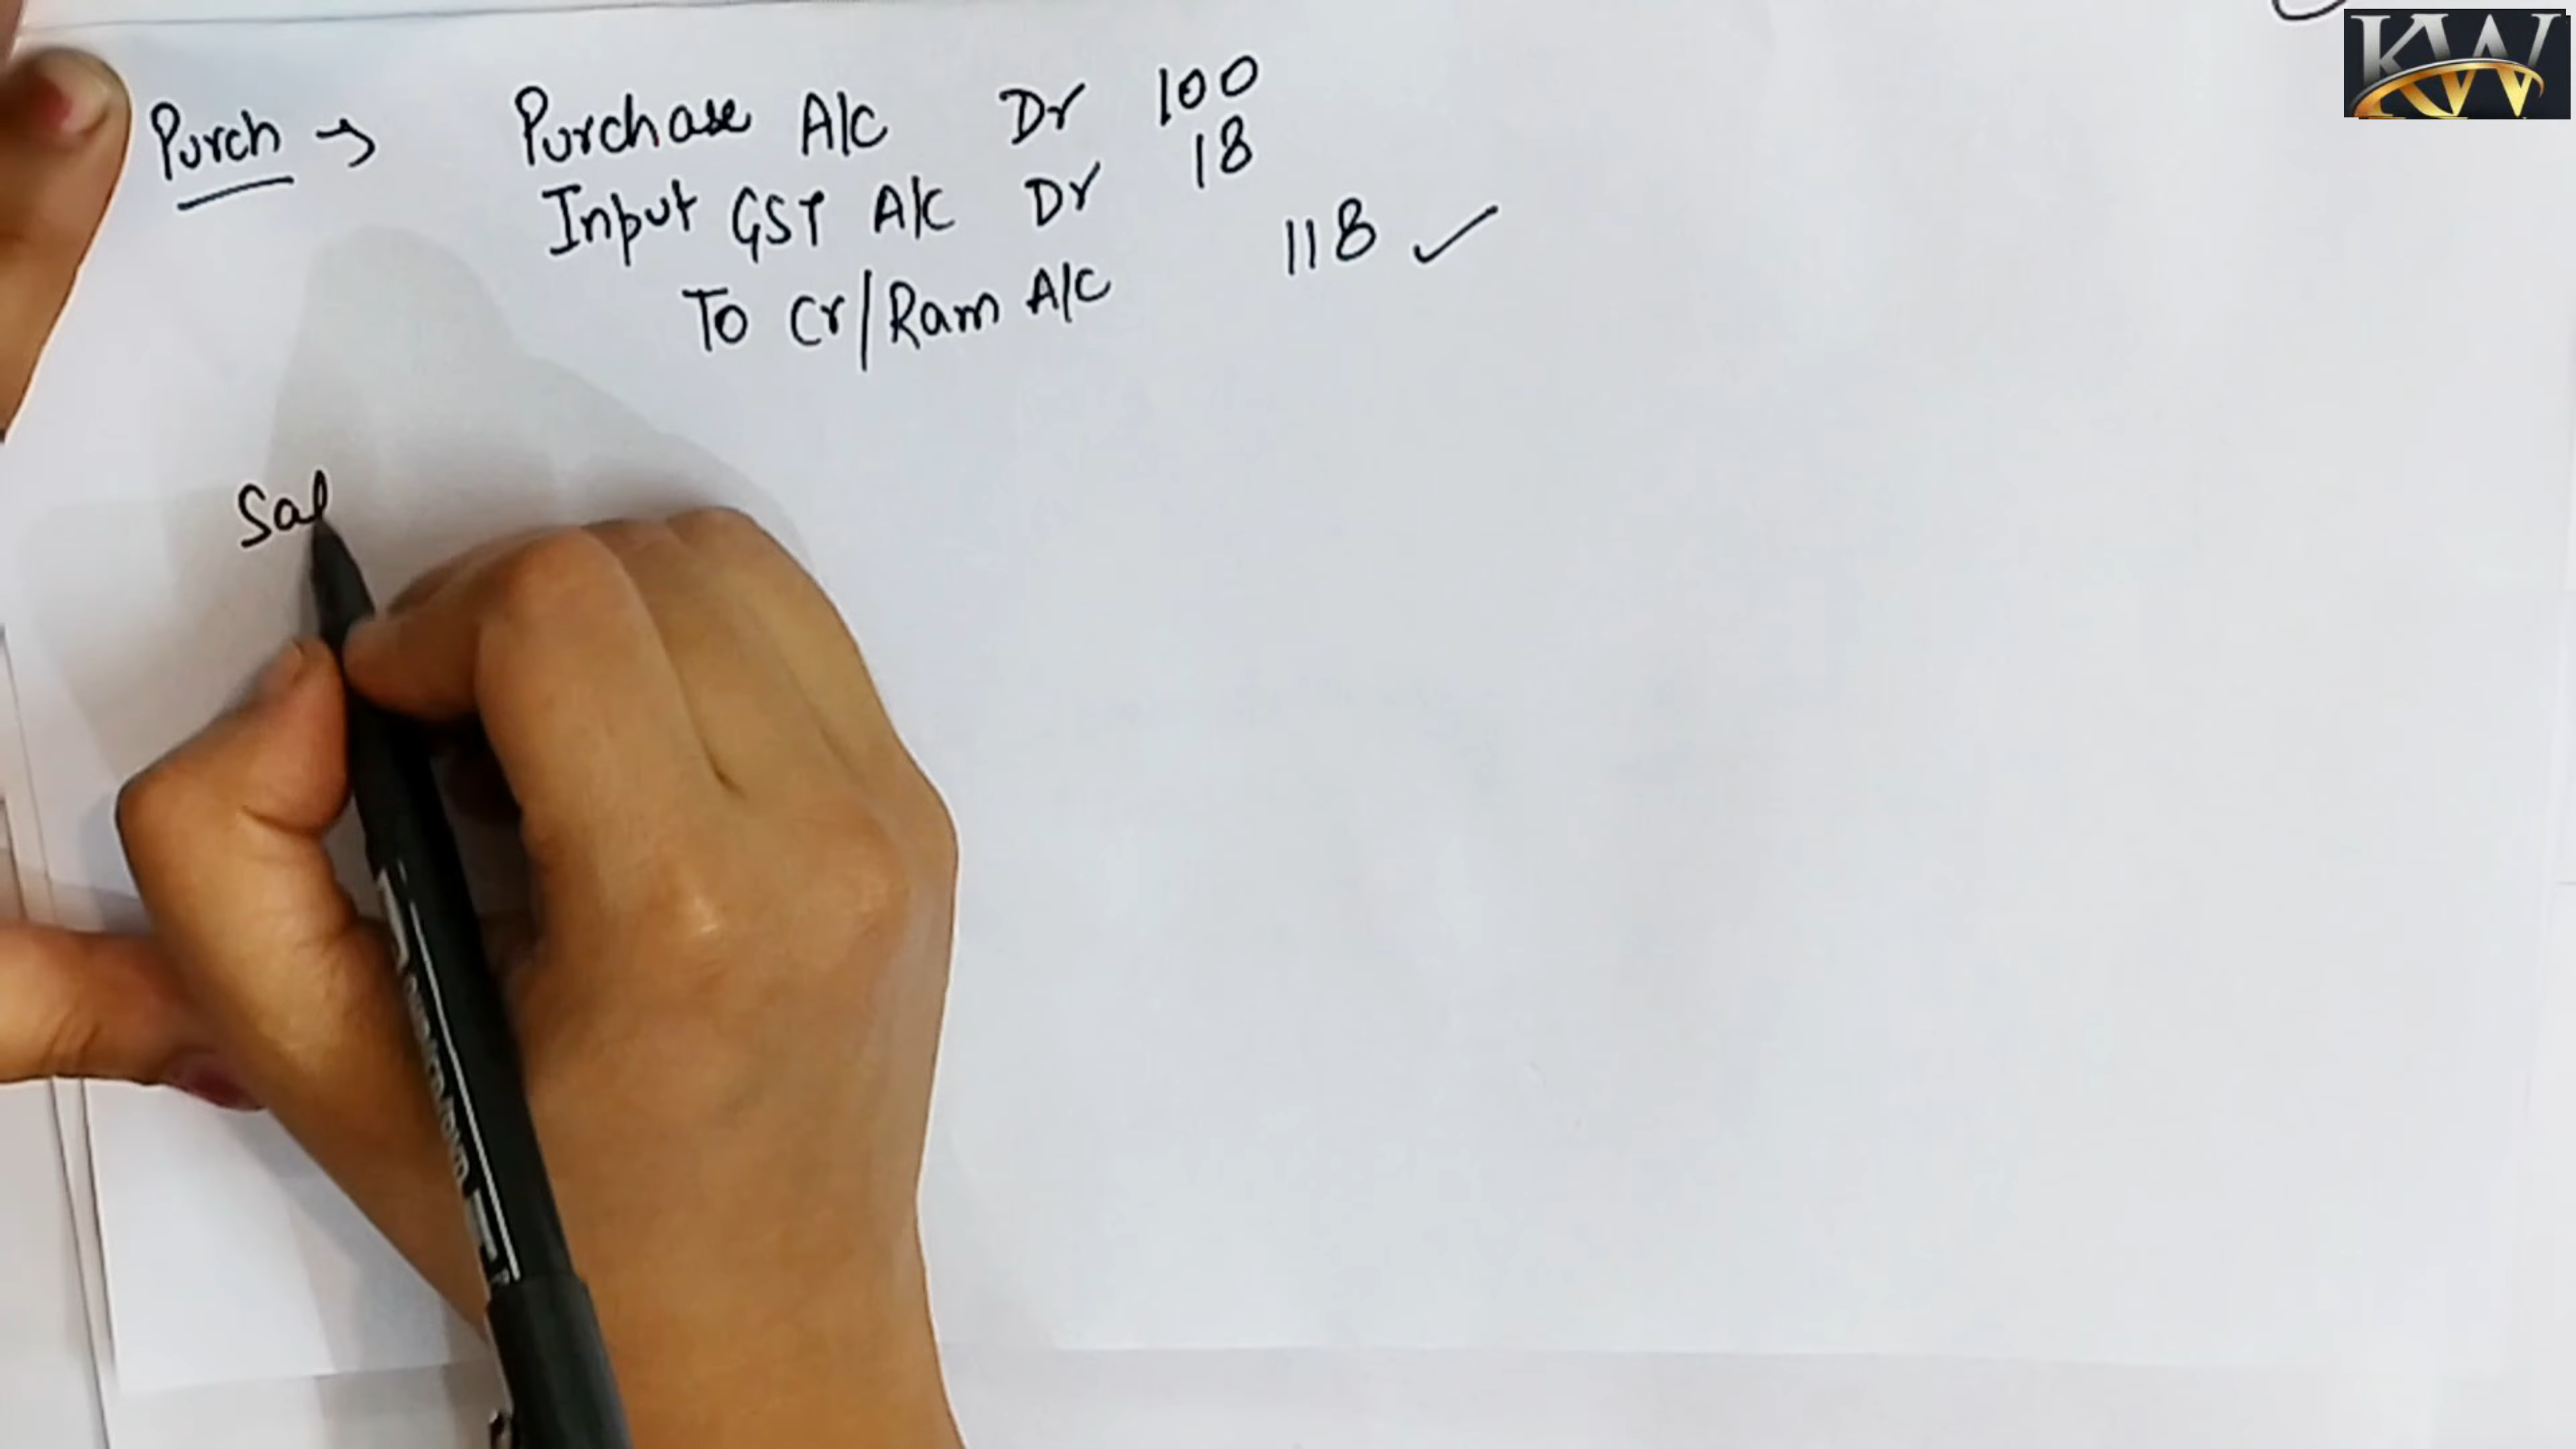 Purch → Purchase A/c Dr 100
Input GST A/c Dr 18
To Cr/Ram A/c 118 ✓
Sal
KW